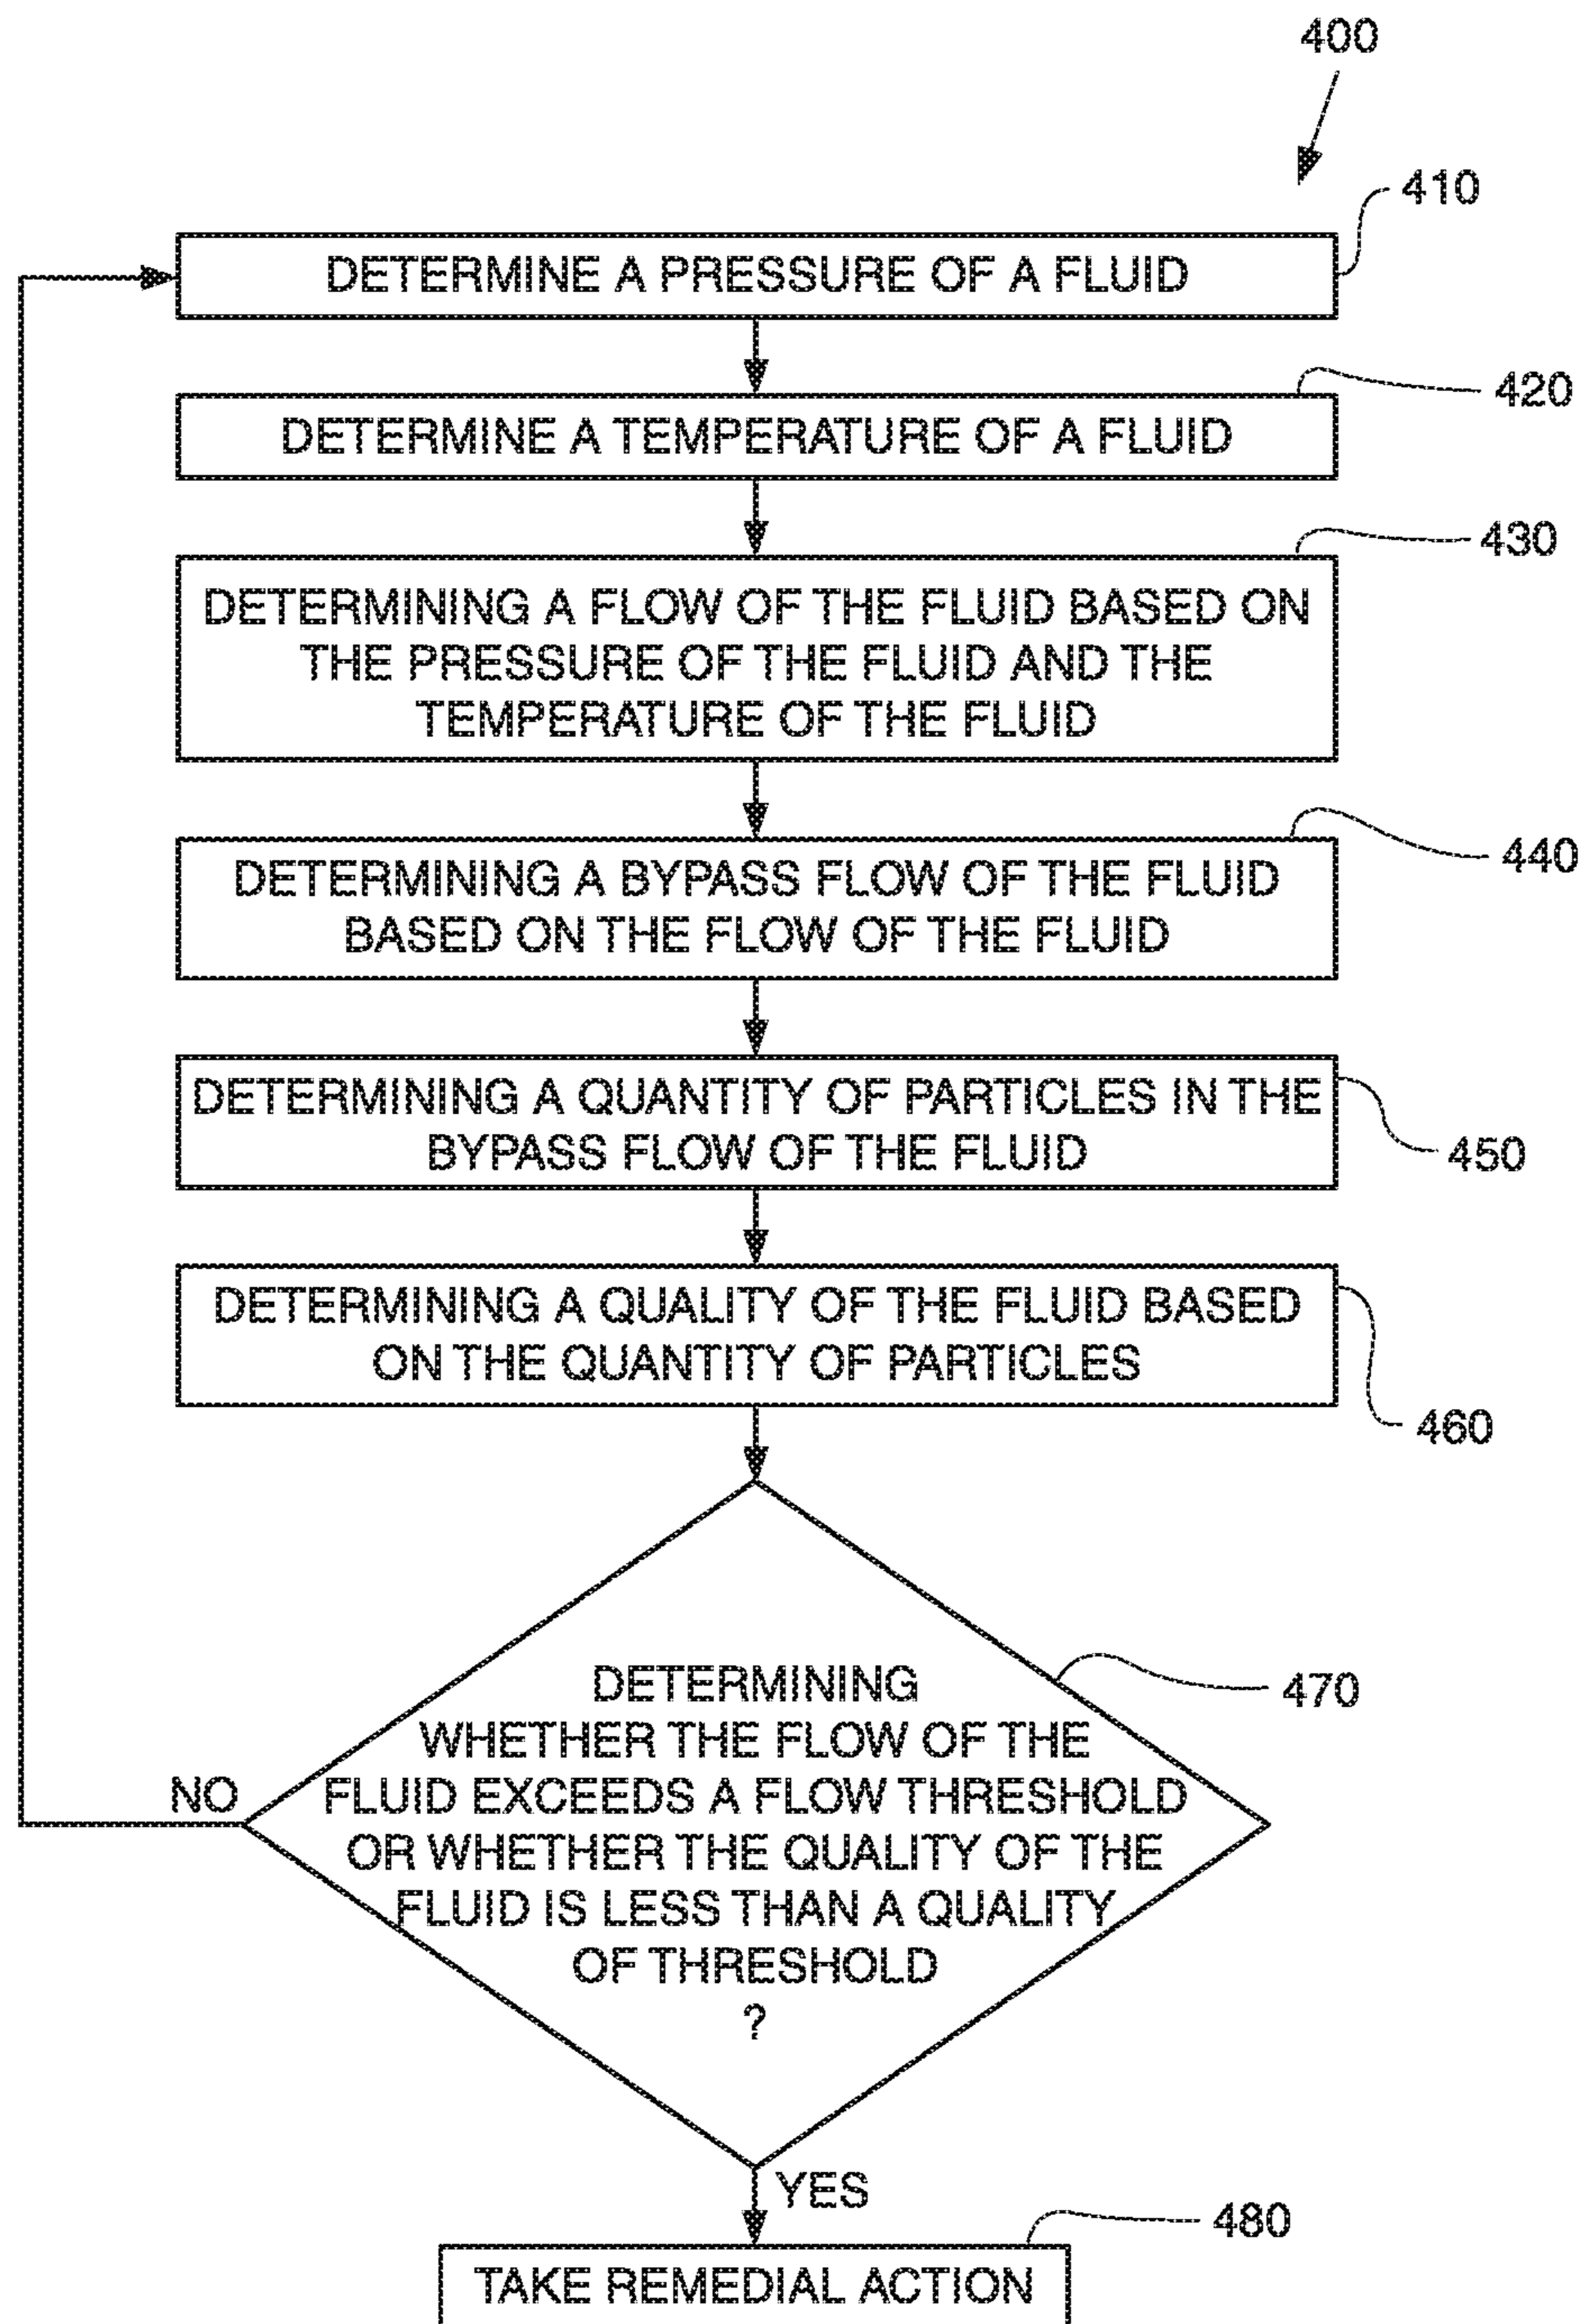 400
410
DETERMINE A PRESSURE OF A FLUID
420
DETERMINE A TEMPERATURE OF A FLUID
430
DETERMINING A FLOW OF THE FLUID BASED ON
THE PRESSURE OF THE FLUID AND THE
TEMPERATURE OF THE FLUID
440
DETERMINING A BYPASS FLOW OF THE FLUID
BASED ON THE FLOW OF THE FLUID
450
DETERMINING A QUANTITY OF PARTICLES IN THE
BYPASS FLOW OF THE FLUID
460
DETERMINING A QUALITY OF THE FLUID BASED
ON THE QUANTITY OF PARTICLES
470
DETERMINING
WHETHER THE FLOW OF THE
FLUID EXCEEDS A FLOW THRESHOLD
OR WHETHER THE QUALITY OF THE
FLUID IS LESS THAN A QUALITY
OF THRESHOLD
?
NO
YES
480
TAKE REMEDIAL ACTION